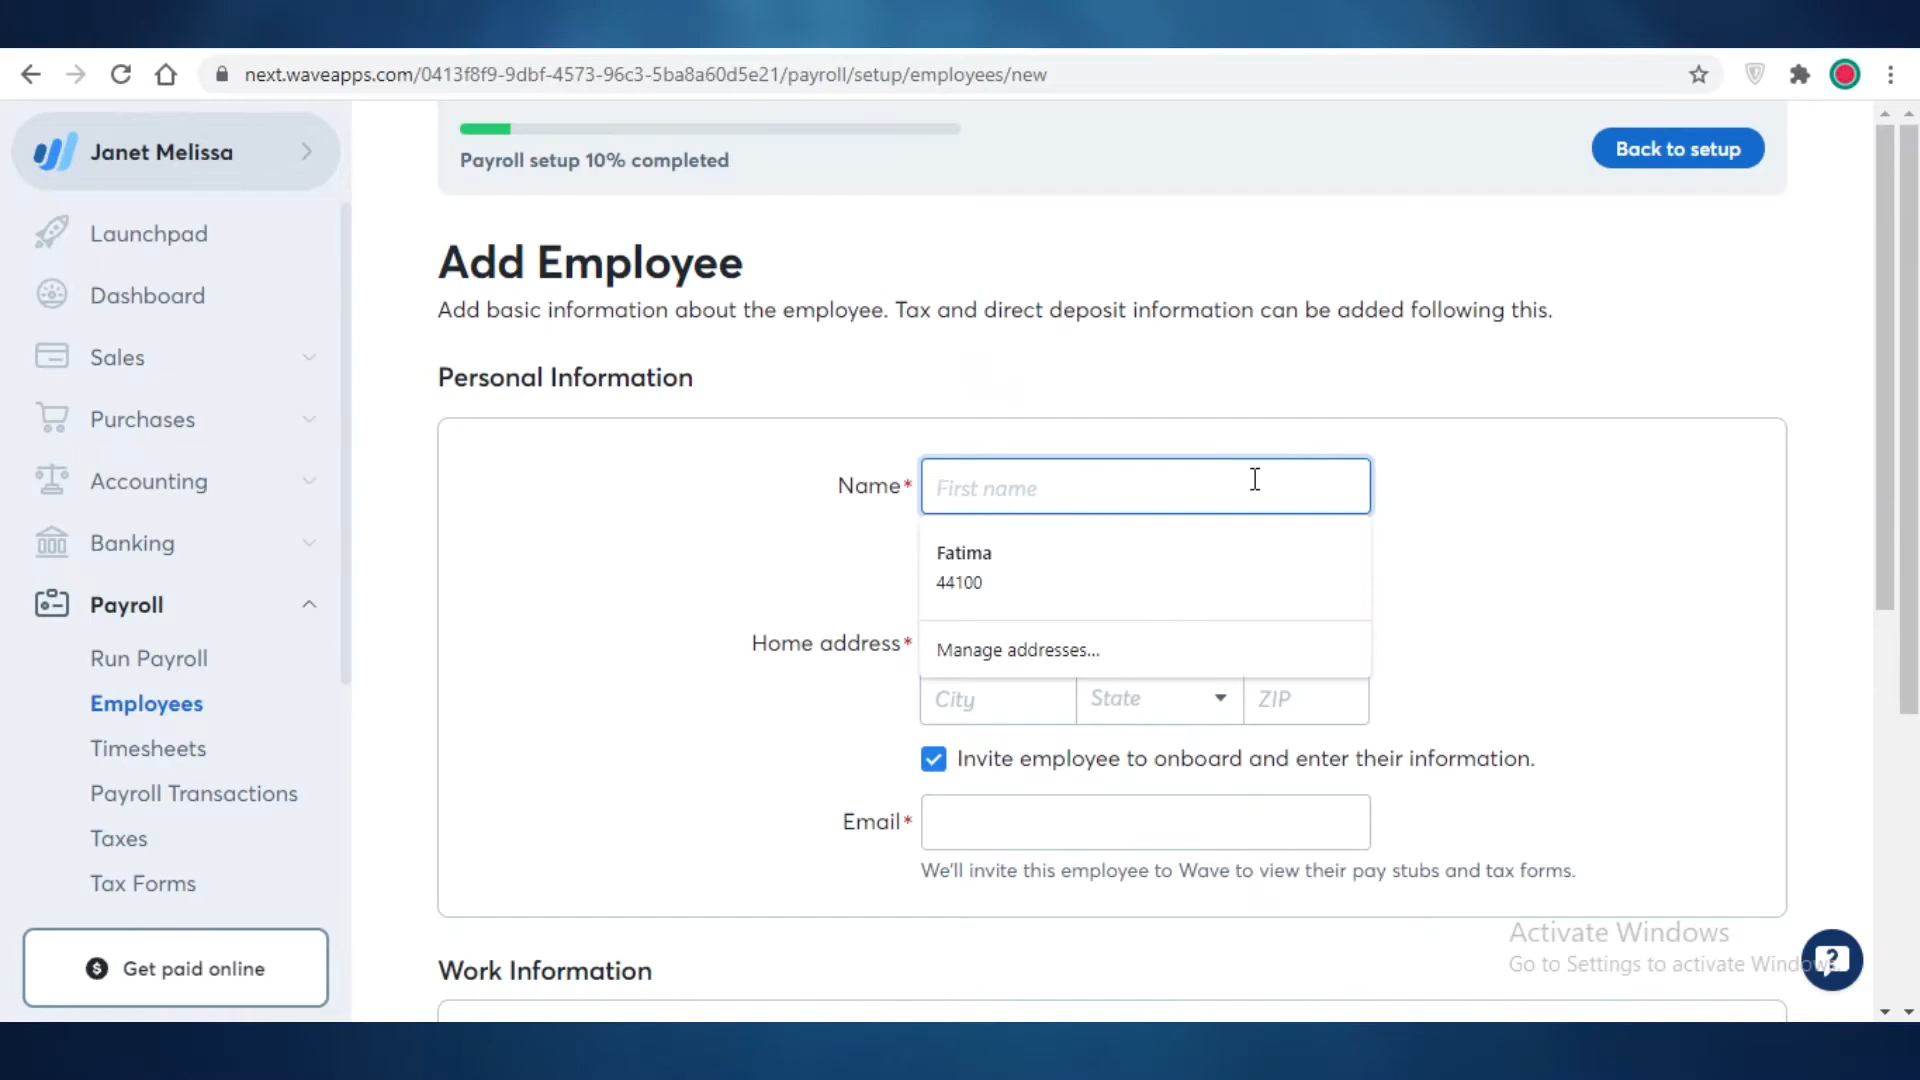 next.waveapps.com/0413f8f9-9dbf-4573-96c3-5ba8a60d5e21/payroll/setup/employees/new
Janet Melissa
Launchpad
Dashboard
Sales
Purchases
Accounting
Banking
Payroll
Run Payroll
Employees
Timesheets
Payroll Transactions
Taxes
Tax Forms
Get paid online
Payroll setup 10% completed
Back to setup
Add Employee
Add basic information about the employee. Tax and direct deposit information can be added following this.
Personal Information
Name* First name
Fatima
44100
Manage addresses...
Home address*
City State ZIP
Invite employee to onboard and enter their information.
Email*
We'll invite this employee to Wave to view their pay stubs and tax forms.
Work Information
Activate Windows
Go to Settings to activate Windows.